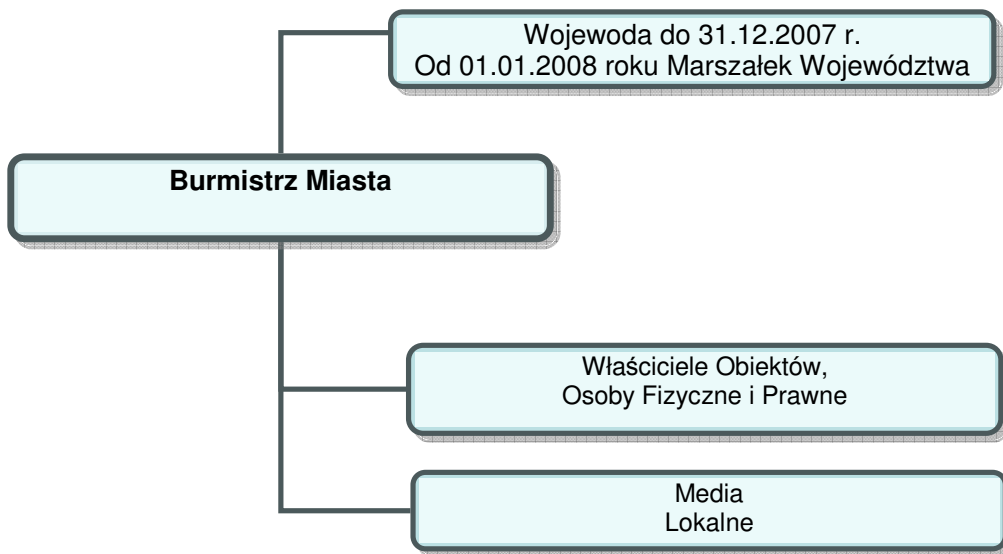 Wojewoda do 31.12.2007 r.
Od 01.01.2008 roku Marszałek Województwa
Burmistrz Miasta
Właściciele Obiektów,
Osoby Fizyczne i Prawne
Media
Lokalne